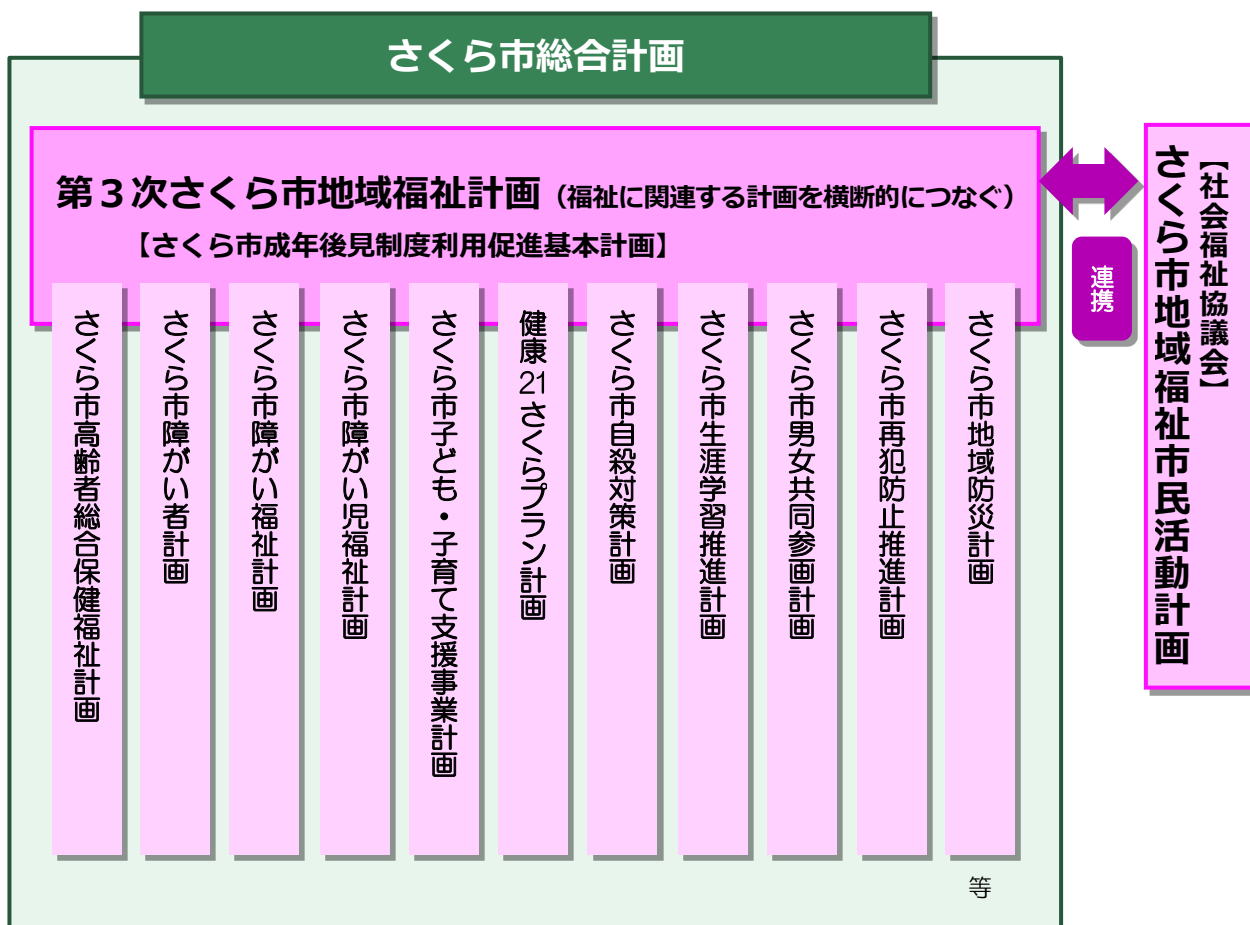 さくら市総合計画
第３次さくら市地域福祉計画（福祉に関連する計画を横断的につなぐ）
【さくら市成年後見制度利用促進基本計画】
さくら市高齢者総合保健福祉計画
さくら市障がい者計画
さくら市障がい福祉計画
さくら市障がい児福祉計画
さくら市子ども・子育て支援事業計画
健康21さくらプラン計画
さくら市自殺対策計画
さくら市生涯学習推進計画
さくら市男女共同参画計画
さくら市再犯防止推進計画
さくら市地域防災計画
等
連携
【社会福祉協議会】
さくら市地域福祉市民活動計画